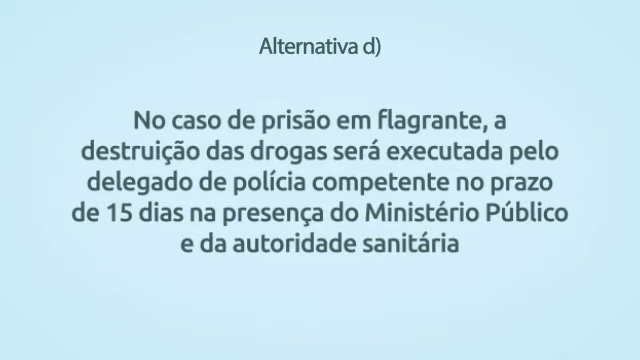 Alternativa d)
No caso de prisão em flagrante, a
destruição das drogas será executada pelo
delegado de polícia competente no prazo
de 15 dias na presença do Ministério Público
e da autoridade sanitária